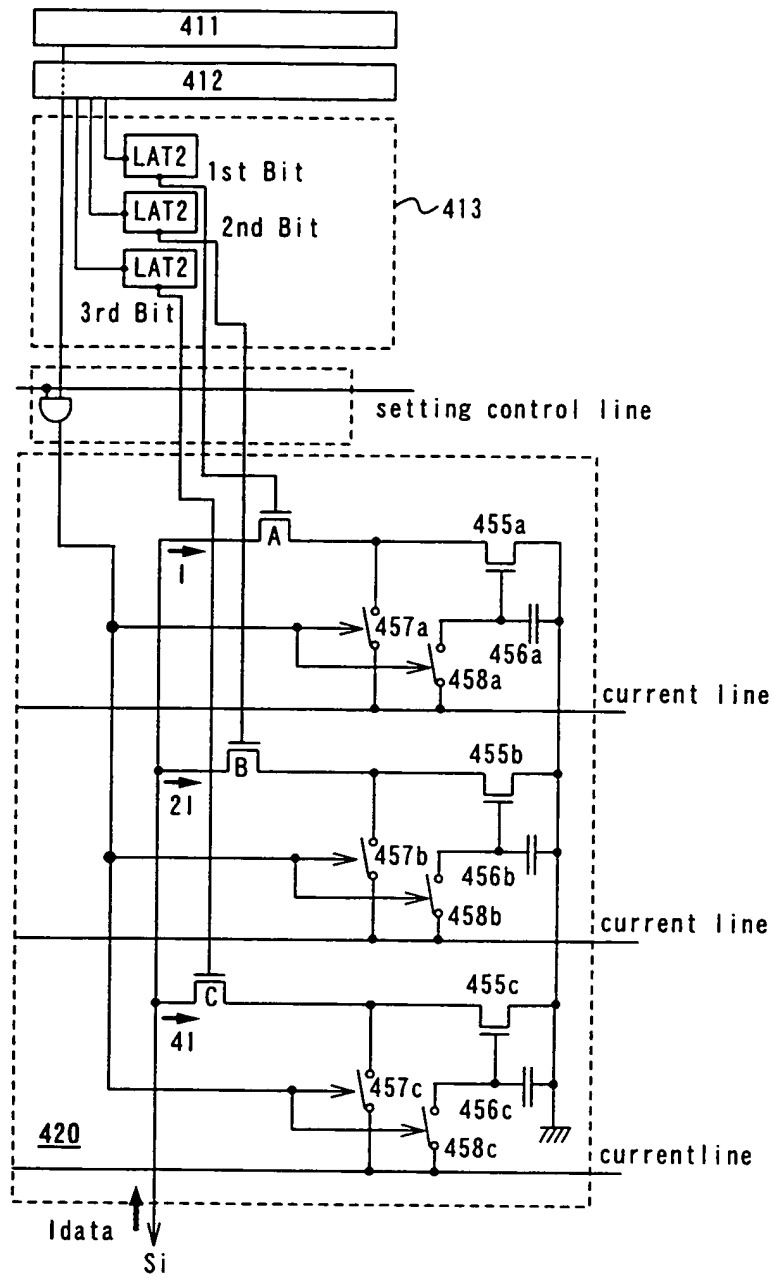 411
412
LAT2
1st Bit
LAT2
2nd Bit
413
LAT2
3rd Bit
setting control line
A
455a
I
457a
456a
458a
current line
B
455b
2I
457b
456b
458b
current line
C
455c
4I
457c
456c
458c
420
currentline
Idata
Si